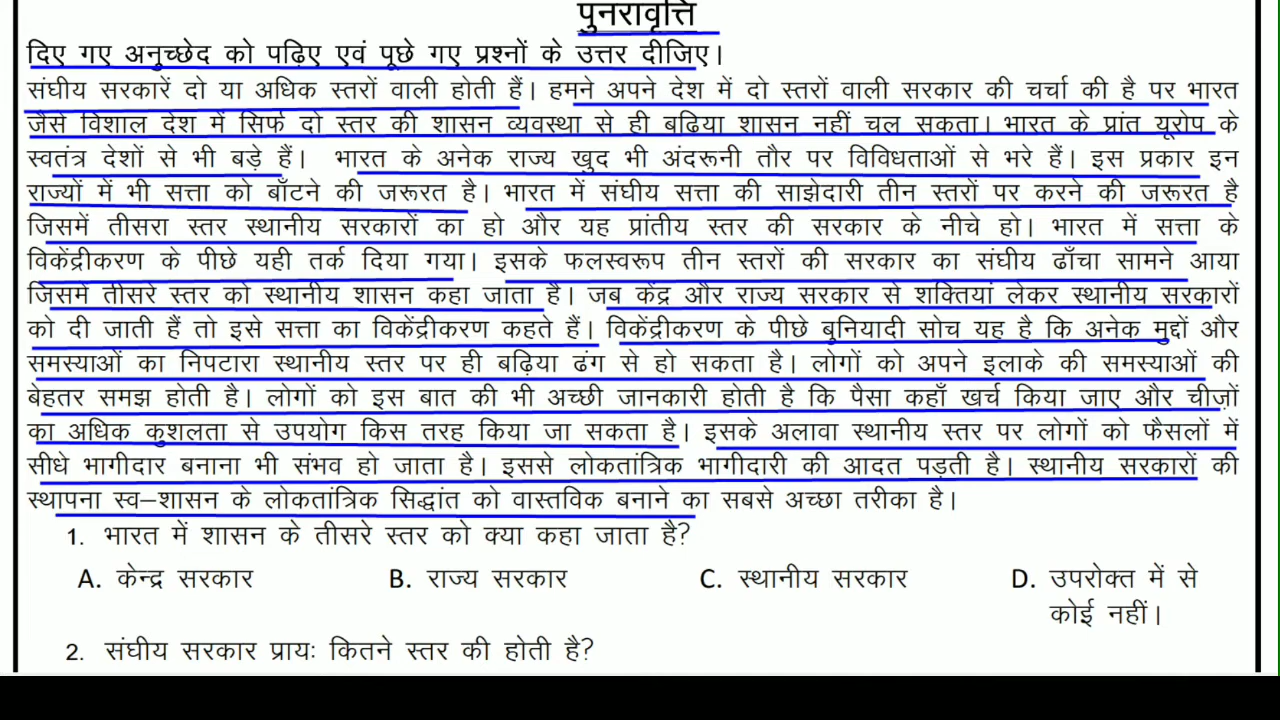 पुनरावृत्ति
दिए गए अनुच्छेद को पढ़िए एवं पूछे गए प्रश्नों के उत्तर दीजिए।
संघीय सरकारें दो या अधिक स्तरों वाली होती हैं। हमने अपने देश में दो स्तरों वाली सरकार की चर्चा की है पर भारत
जैसे विशाल देश में सिर्फ दो स्तर की शासन व्यवस्था से ही बढ़िया शासन नहीं चल सकता। भारत के प्रांत यूरोप के
स्वतंत्र देशों से भी बड़े हैं। भारत के अनेक राज्य खुद भी अंदरूनी तौर पर विविधताओं से भरे हैं। इस प्रकार इन
राज्यों में भी सत्ता को बाँटने की जरूरत है। भारत में संघीय सत्ता की साझेदारी तीन स्तरों पर करने की जरूरत है
जिसमें तीसरा स्तर स्थानीय सरकारों का हो और यह प्रांतीय स्तर की सरकार के नीचे हो। भारत में सत्ता के
विकेंद्रीकरण के पीछे यही तर्क दिया गया। इसके फलस्वरूप तीन स्तरों की सरकार का संघीय ढाँचा सामने आया
जिसमें तीसरे स्तर को स्थानीय शासन कहा जाता है। जब केंद्र और राज्य सरकार से शक्तियां लेकर स्थानीय सरकारों
को दी जाती हैं तो इसे सत्ता का विकेंद्रीकरण कहते हैं। विकेंद्रीकरण के पीछे बुनियादी सोच यह है कि अनेक मुद्दों और
समस्याओं का निपटारा स्थानीय स्तर पर ही बढ़िया ढंग से हो सकता है। लोगों को अपने इलाके की समस्याओं की
बेहतर समझ होती है। लोगों को इस बात की भी अच्छी जानकारी होती है कि पैसा कहाँ खर्च किया जाए और चीज़ों
का अधिक कुशलता से उपयोग किस तरह किया जा सकता है। इसके अलावा स्थानीय स्तर पर लोगों को फैसलों में
सीधे भागीदार बनाना भी संभव हो जाता है। इससे लोकतांत्रिक भागीदारी की आदत पड़ती है। स्थानीय सरकारों की
स्थापना स्व–शासन के लोकतांत्रिक सिद्धांत को वास्तविक बनाने का सबसे अच्छा तरीका है।
1. भारत में शासन के तीसरे स्तर को क्या कहा जाता है?
A. केन्द्र सरकार B. राज्य सरकार C. स्थानीय सरकार D. उपरोक्त में से
कोई नहीं।
2. संघीय सरकार प्रायः कितने स्तर की होती है?